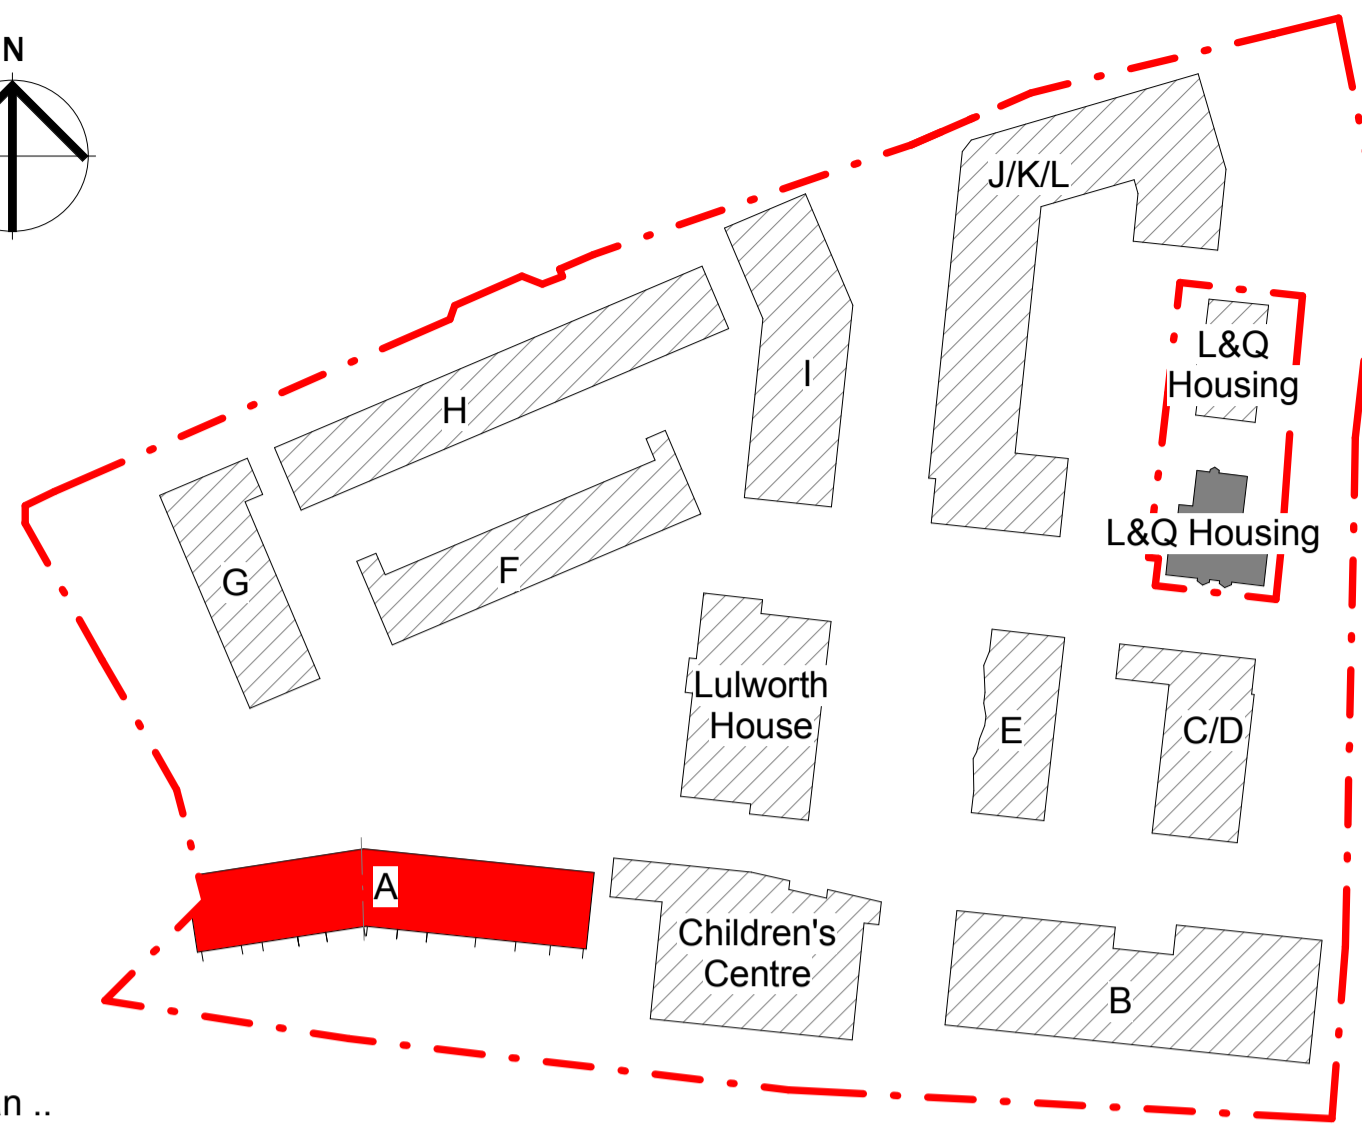 N
J/K/L
L&Q
Housing
I
H
L&Q Housing
F
G
Lulworth
House
E
C/D
A
Children's
Centre
B